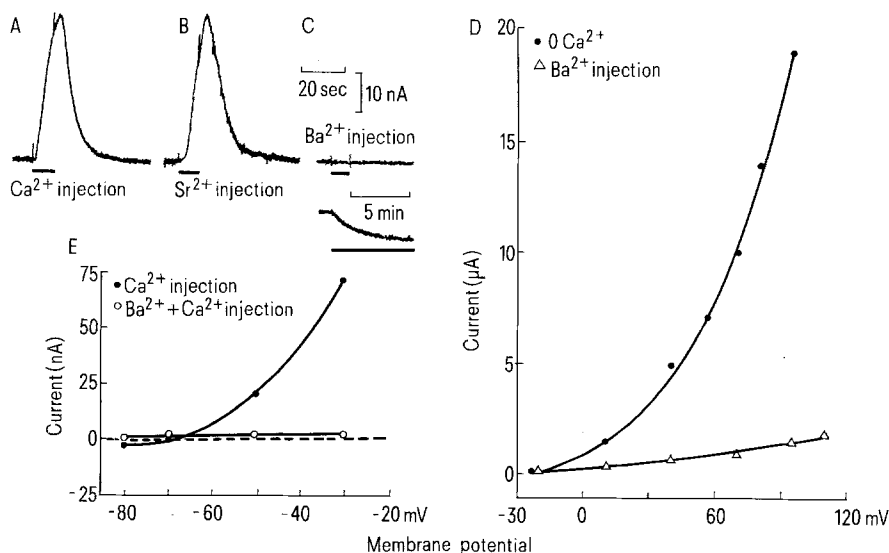 A
B
C
20 sec
10 nA
Ba²⁺ injection
Ca²⁺ injection
Sr²⁺ injection
5 min
E
Ca²⁺ injection
Ba²⁺ + Ca²⁺ injection
Current (nA)
75
50
25
0
-25
-80
-60
-40
-20 mV
D
0 Ca²⁺
Ba²⁺ injection
Current (μA)
20
15
10
5
0
-30
0
60
120 mV
Membrane potential